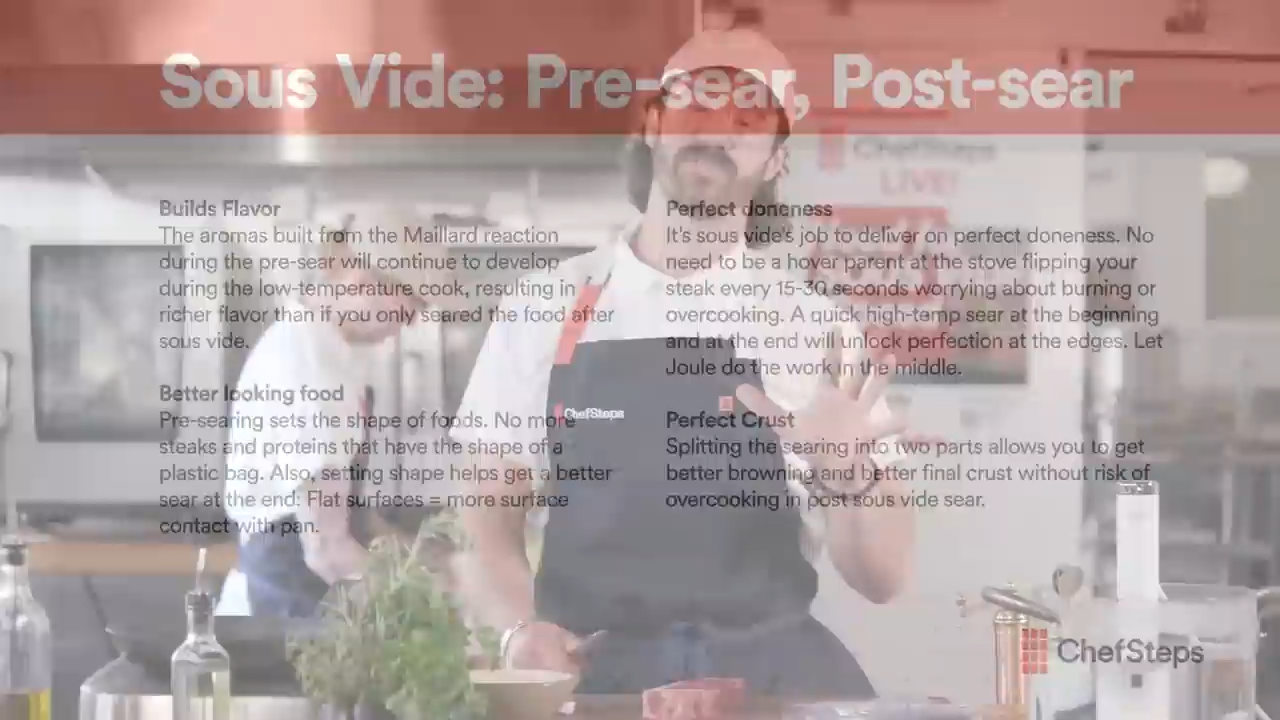 Sous Vide: Pre-sear, Post-sear
ChefSteps
LIVE!
Builds Flavor
The aromas built from the Maillard reaction
during the pre-sear will continue to develop
during the low-temperature cook, resulting in
richer flavor than if you only seared the food after
sous vide.
Better looking food
Pre-searing sets the shape of foods. No more
steaks and proteins that have the shape of a
plastic bag. Also, setting shape helps get a better
sear at the end: Flat surfaces = more surface
contact with pan.
Perfect doneness
It's sous vide's job to deliver on perfect doneness. No
need to be a hover parent at the stove flipping your
steak every 15-30 seconds worrying about burning or
overcooking. A quick high-temp sear at the beginning
and at the end will unlock perfection at the edges. Let
Joule do the work in the middle.
Perfect Crust
Splitting the searing into two parts allows you to get
better browning and better final crust without risk of
overcooking in post sous vide sear.
ChefSteps
ChefSteps